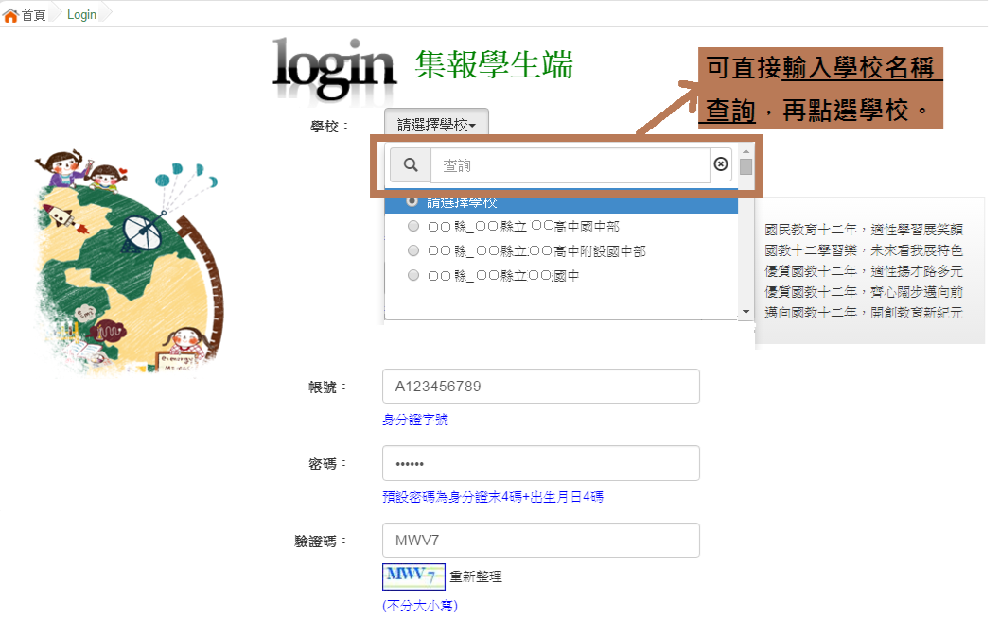 首頁 Login
login 集報學生端
可直接輸入學校名稱
查詢，再點選學校。
學校： 請選擇學校
查詢
請選擇學校
○○ 縣_○○縣立 ○○高中國中部
○○ 縣_○○縣立○○高中附設國中部
○○ 縣_○○縣立○○國中
國民教育十二年，適性學習展笑顏
國教十二學習樂，未來看我展特色
優質國教十二年，適性揚才路多元
優質國教十二年，齊心闊步邁向前
邁向國教十二年，開創教育新紀元
帳號： A123456789
身分證字號
密碼： ••••••
預設密碼為身分證末4碼+出生月日4碼
驗證碼： MWV7
MWV 7 重新整理
(不分大小寫)